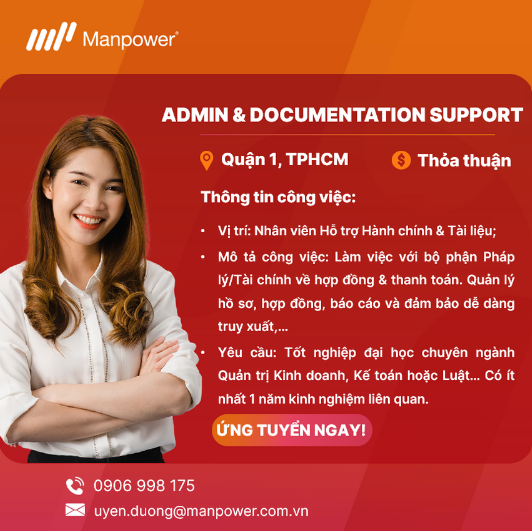 Manpower®
ADMIN & DOCUMENTATION SUPPORT
Quận 1, TPHCM
$ Thỏa thuận
Thông tin công việc:
• Vị trí: Nhân viên Hỗ trợ Hành chính & Tài liệu;
• Mô tả công việc: Làm việc với bộ phận Pháp
lý/Tài chính về hợp đồng & thanh toán. Quản lý
hồ sơ, hợp đồng, báo cáo và đảm bảo dễ dàng
truy xuất,...
• Yêu cầu: Tốt nghiệp đại học chuyên ngành
Quản trị Kinh doanh, Kế toán hoặc Luật... Có ít
nhất 1 năm kinh nghiệm liên quan.
ỨNG TUYỂN NGAY!
0906 998 175
uyen.duong@manpower.com.vn